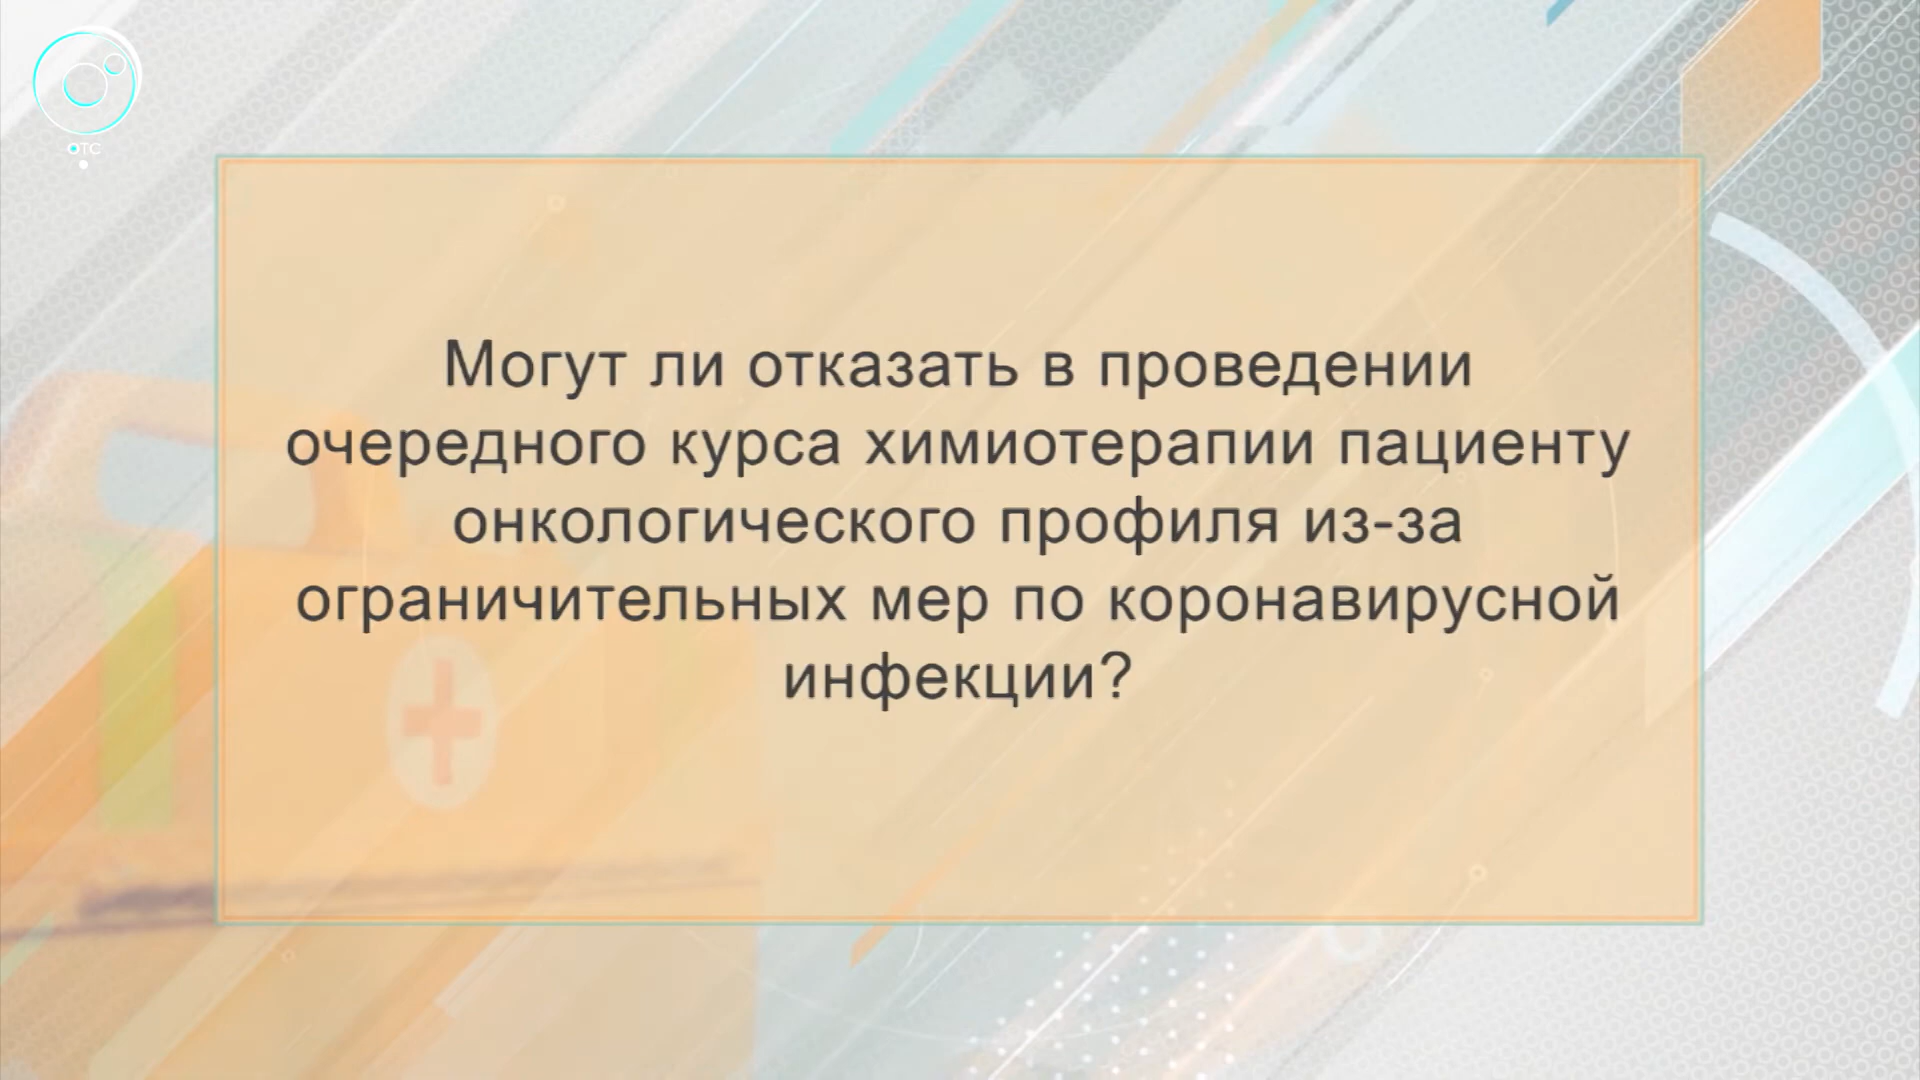 ОТС
Могут ли отказать в проведении
очередного курса химиотерапии пациенту
онкологического профиля из-за
ограничительных мер по коронавирусной
инфекции?